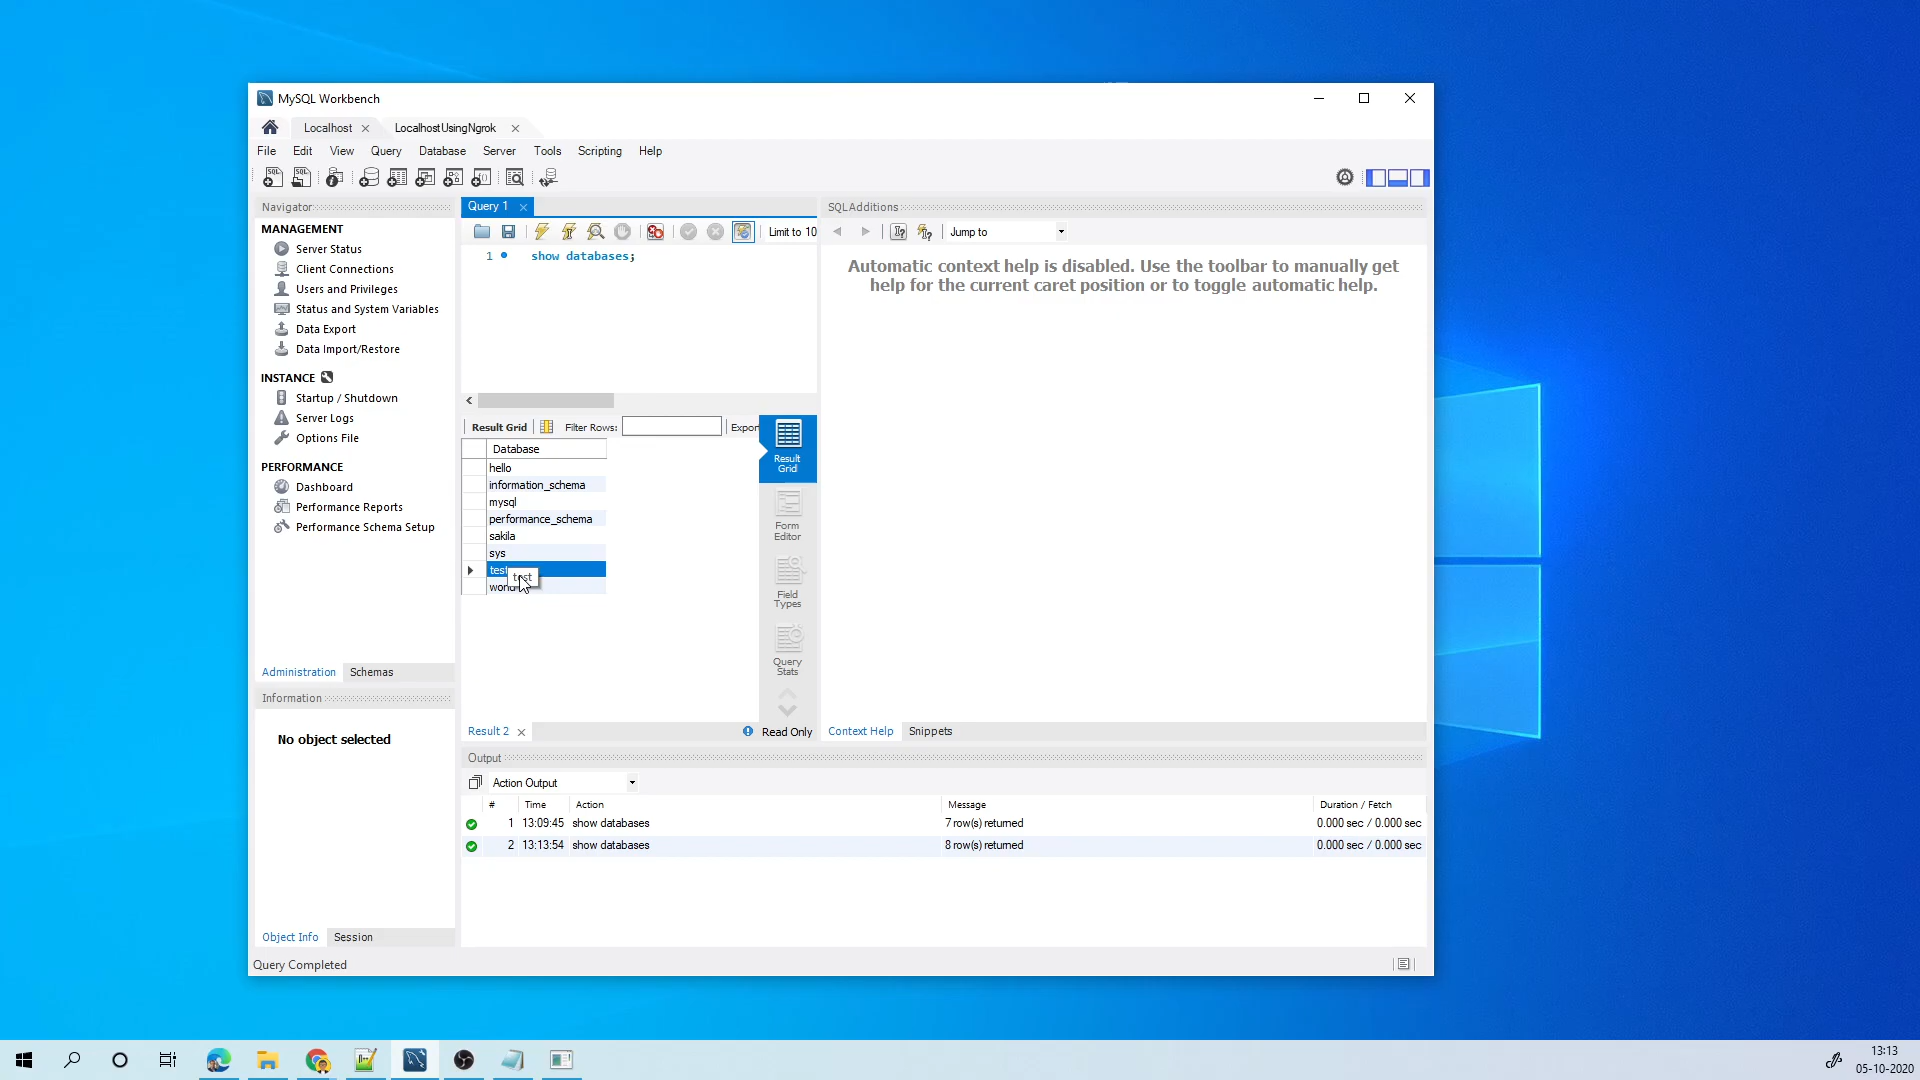 MySQL Workbench
Localhost
LocalhostUsingNgrok
File Edit View Query Database Server Tools Scripting Help
Navigator
MANAGEMENT
Server Status
Client Connections
Users and Privileges
Status and System Variables
Data Export
Data Import/Restore
INSTANCE
Startup / Shutdown
Server Logs
Options File
PERFORMANCE
Dashboard
Performance Reports
Performance Schema Setup
Administration Schemas
Information
No object selected
Object Info Session
Query Completed
Query 1
Limit to 10
1 show databases;
Result Grid Filter Rows: Expor
Database
hello
information_schema
mysql
performance_schema
sakila
sys
test
test
Result Grid
Form Editor
Field Types
Query Stats
Result 2
Read Only
SQLAdditions
Jump to
Automatic context help is disabled. Use the toolbar to manually get
help for the current caret position or to toggle automatic help.
Context Help Snippets
Output
Action Output
# Time Action Message Duration / Fetch
1 13:09:45 show databases 7 row(s) returned 0.000 sec / 0.000 sec
2 13:13:54 show databases 8 row(s) returned 0.000 sec / 0.000 sec
13:13
05-10-2020